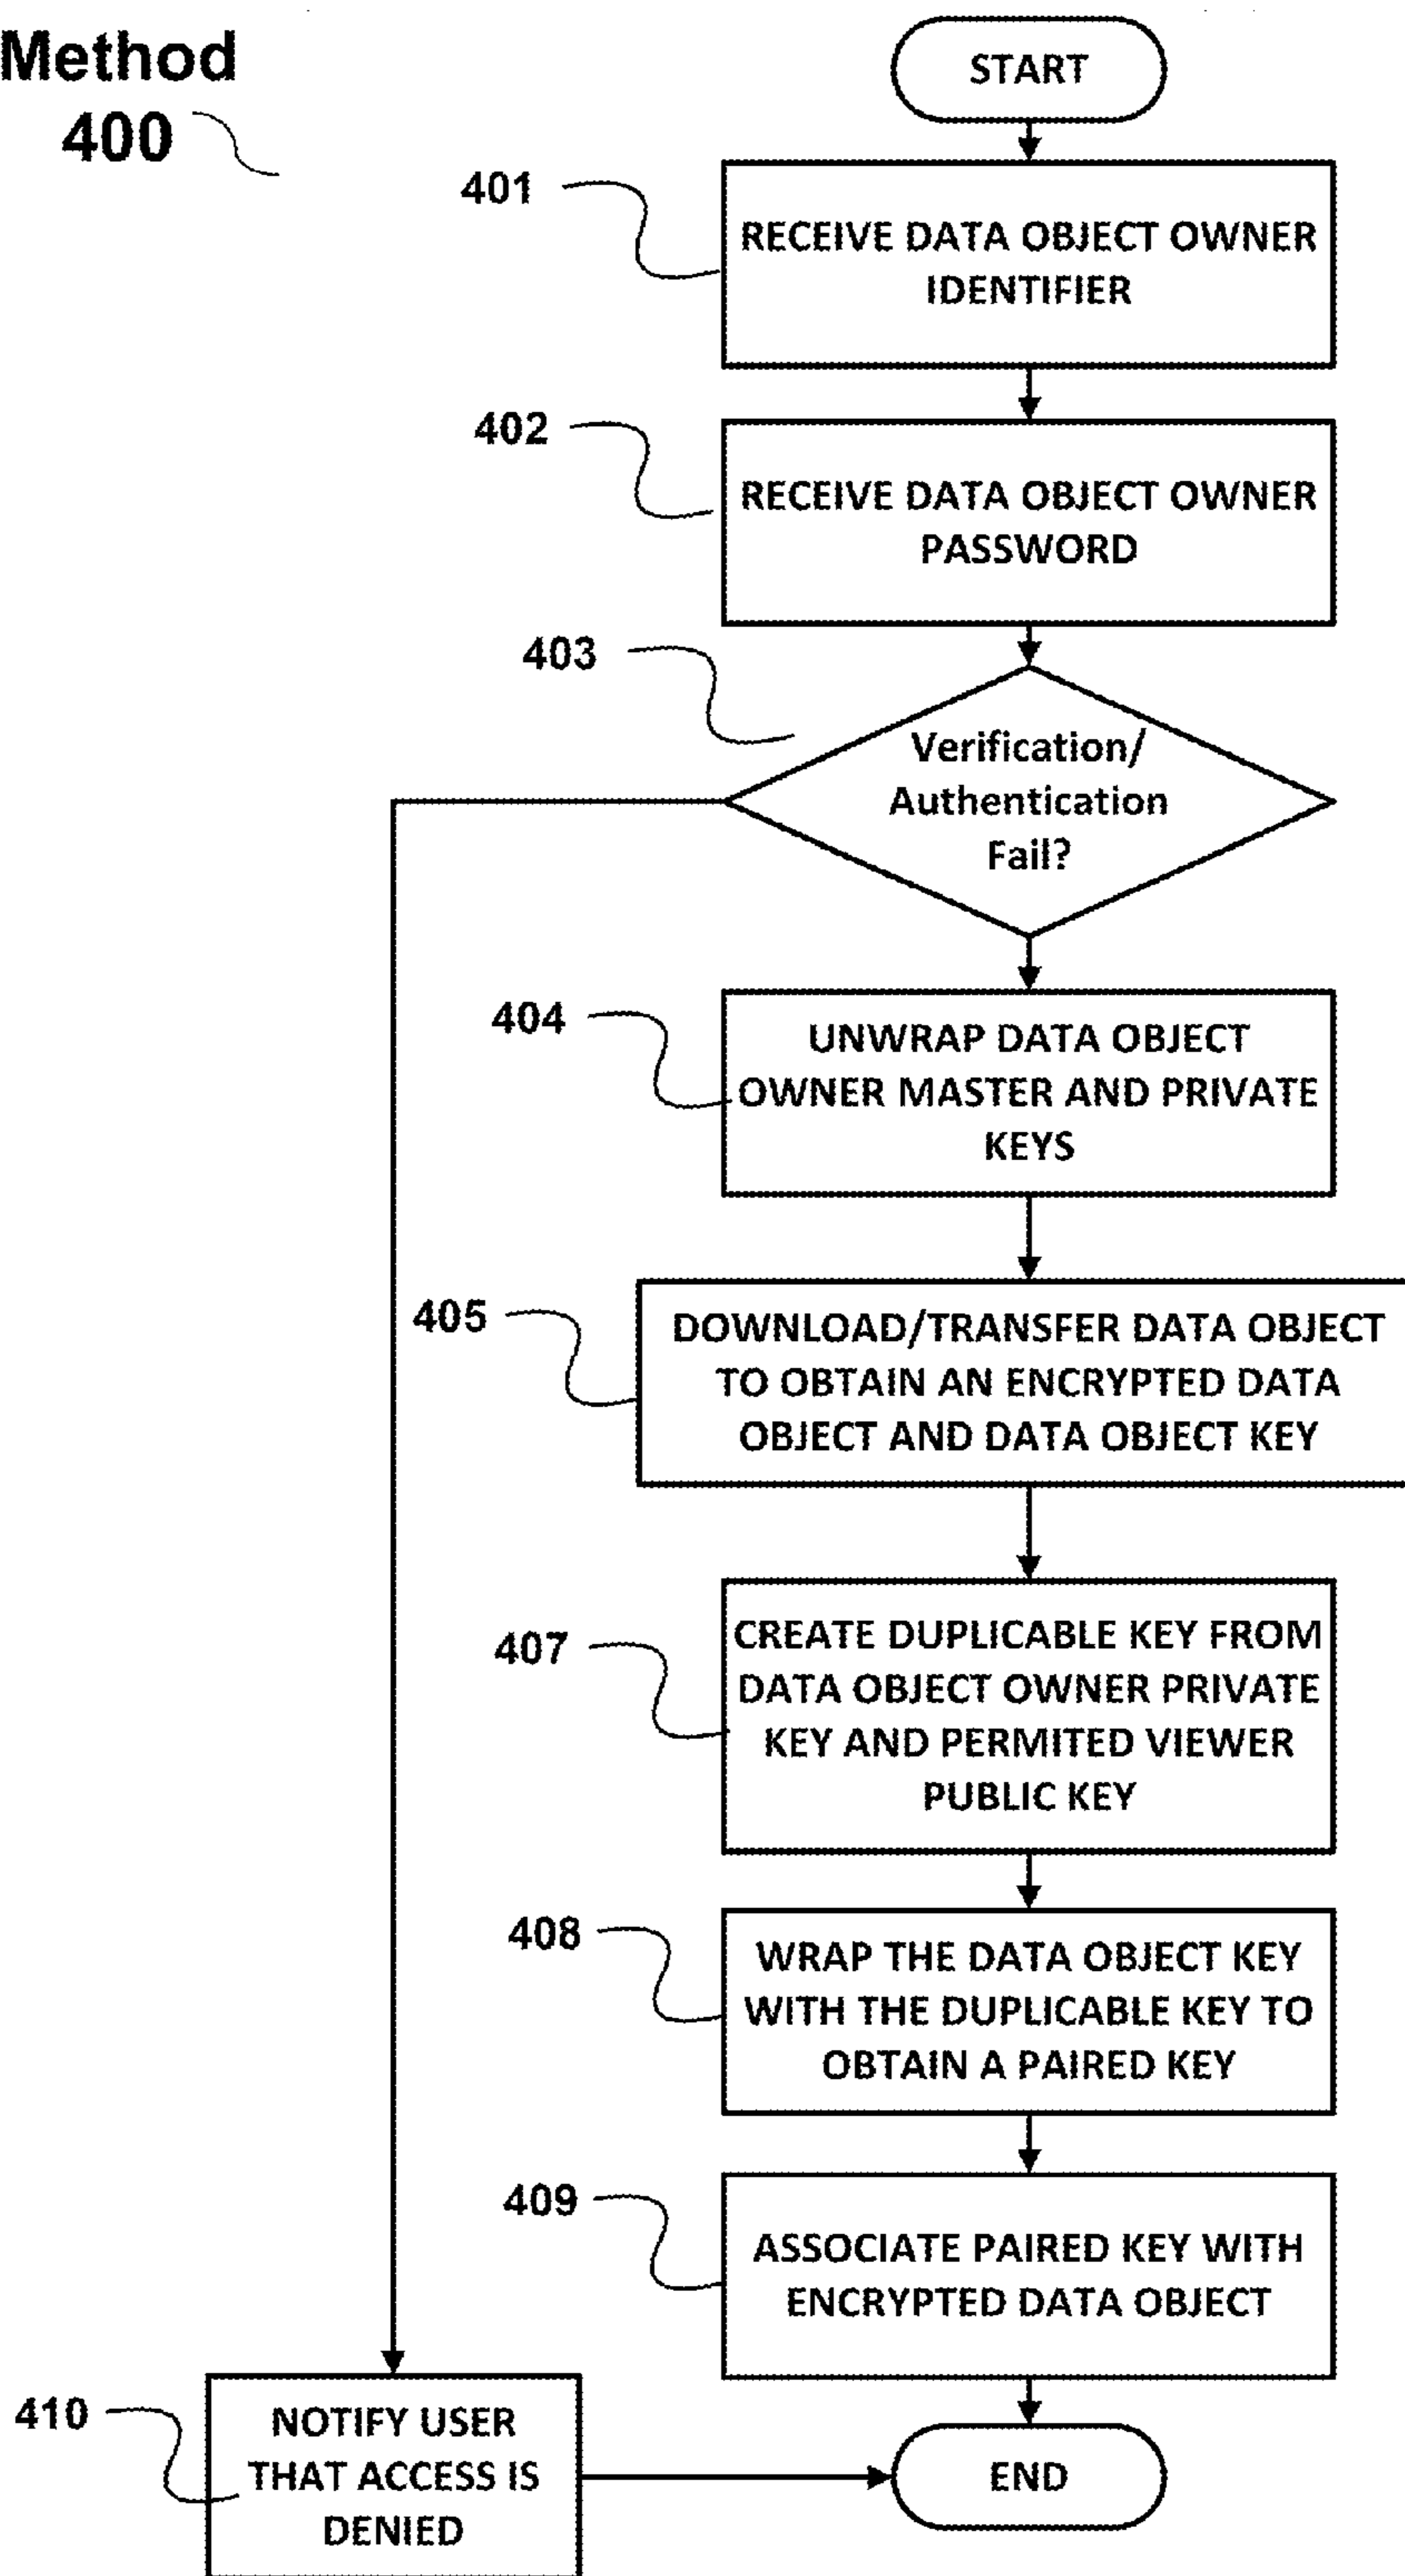 Method
400
START
401
RECEIVE DATA OBJECT OWNER
IDENTIFIER
402
RECEIVE DATA OBJECT OWNER
PASSWORD
403
Verification/
Authentication
Fail?
404
UNWRAP DATA OBJECT
OWNER MASTER AND PRIVATE
KEYS
405
DOWNLOAD/TRANSFER DATA OBJECT
TO OBTAIN AN ENCRYPTED DATA
OBJECT AND DATA OBJECT KEY
407
CREATE DUPLICABLE KEY FROM
DATA OBJECT OWNER PRIVATE
KEY AND PERMITED VIEWER
PUBLIC KEY
408
WRAP THE DATA OBJECT KEY
WITH THE DUPLICABLE KEY TO
OBTAIN A PAIRED KEY
409
ASSOCIATE PAIRED KEY WITH
ENCRYPTED DATA OBJECT
410
NOTIFY USER
THAT ACCESS IS
DENIED
END